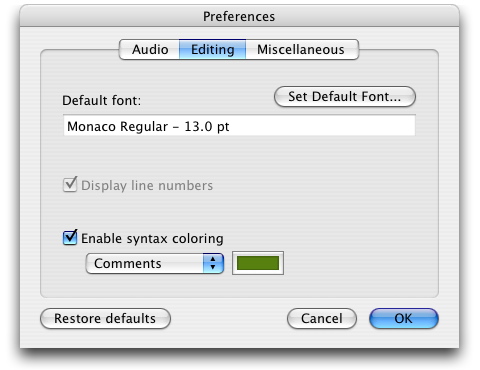 Preferences
Audio Editing Miscellaneous
Default font: Set Default Font...
Monaco Regular – 13.0 pt
Display line numbers
Enable syntax coloring
Comments
Restore defaults Cancel OK